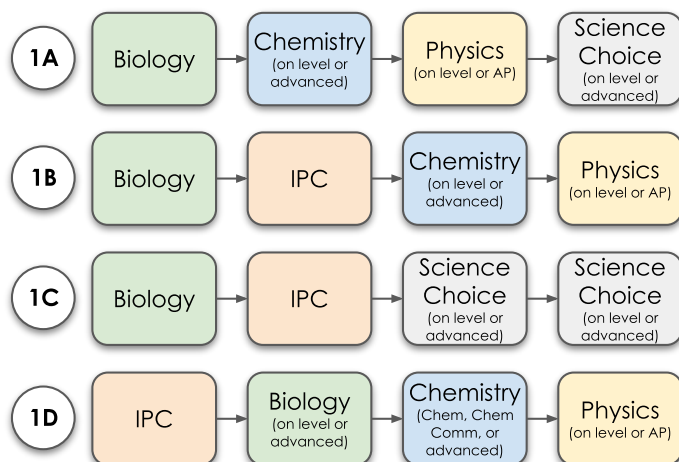 1A
Biology
Chemistry
(on level or
advanced)
Physics
(on level or AP)
Science
Choice
(on level or
advanced)
1B
Biology
IPC
Chemistry
(on level or
advanced)
Physics
(on level or AP)
1C
Biology
IPC
Science
Choice
(on level or
advanced)
Science
Choice
(on level or
advanced)
1D
IPC
Biology
(on level or
advanced)
Chemistry
(Chem, Chem
Comm, or
advanced)
Physics
(on level or AP)